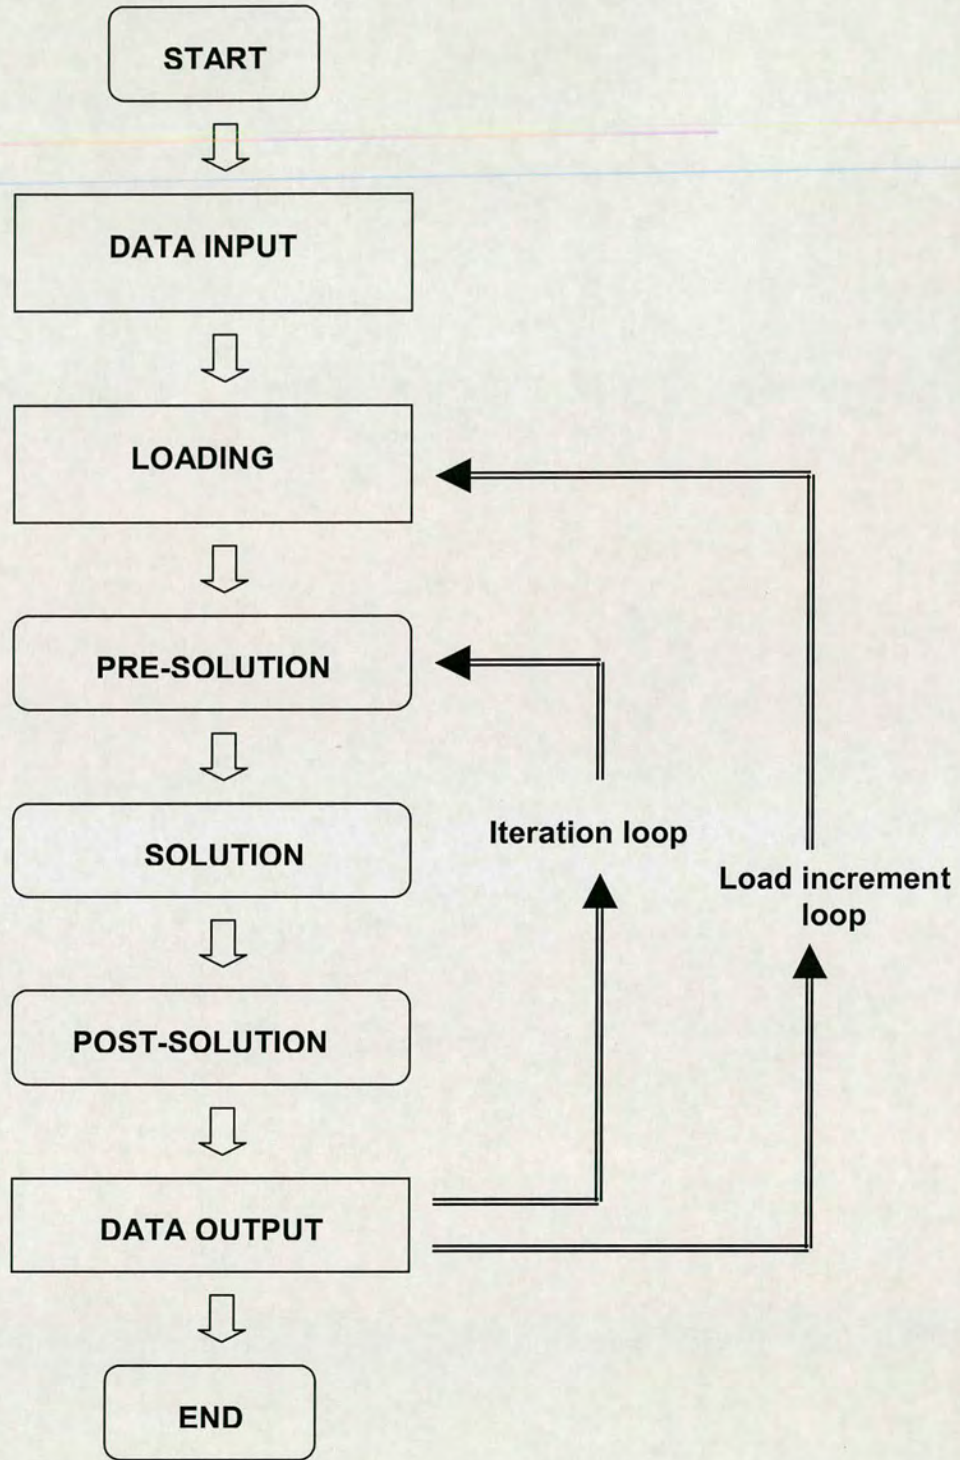 START
DATA INPUT
LOADING
PRE-SOLUTION
SOLUTION
Iteration loop
Load increment
loop
POST-SOLUTION
DATA OUTPUT
END